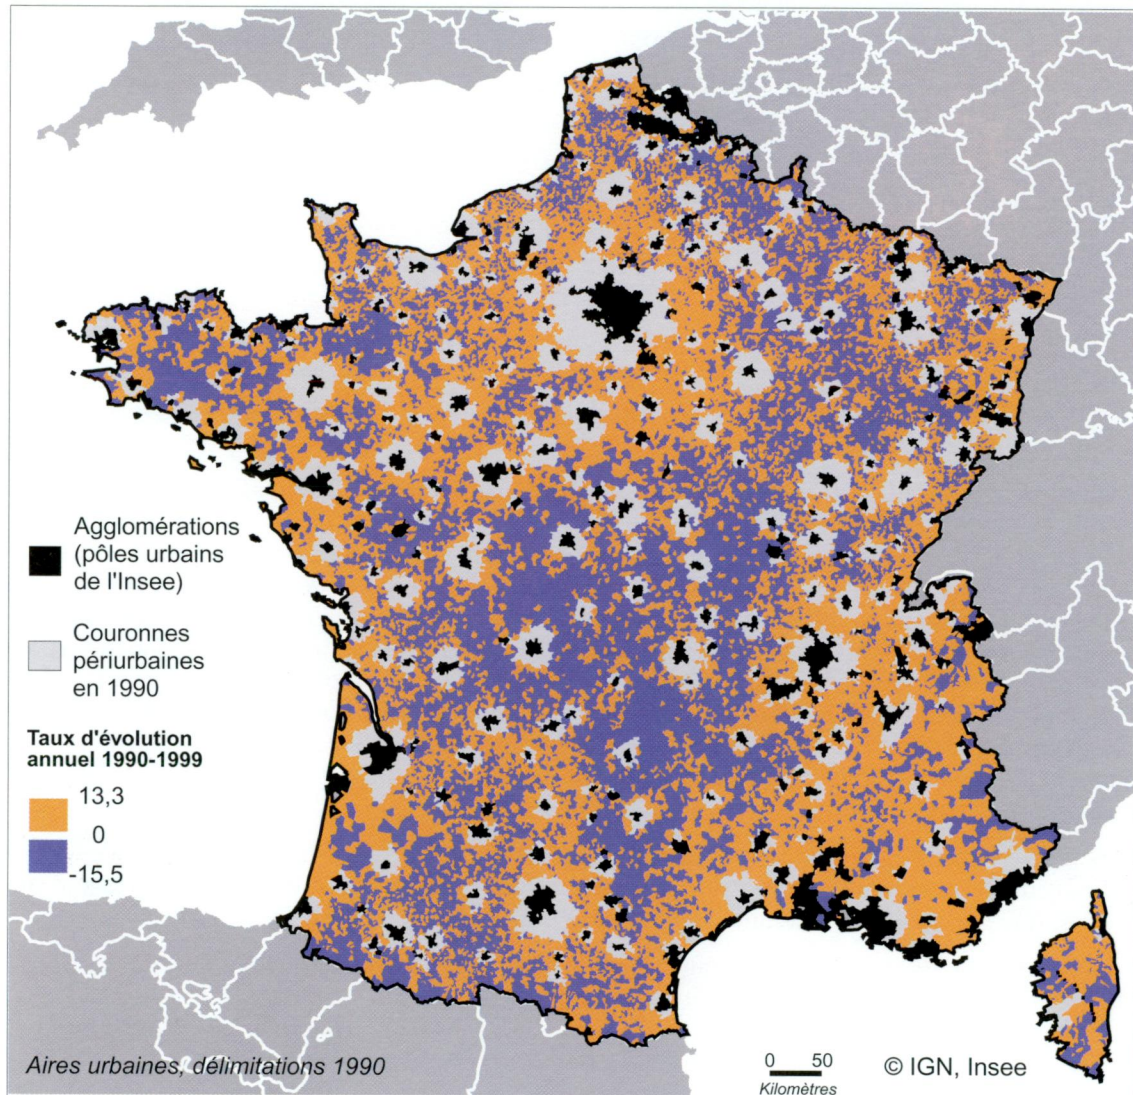 Agglomérations
(pôles urbains
de l'Insee)
Couronnes
périurbaines
en 1990
Taux d'évolution
annuel 1990-1999
13,3
0
-15,5
Aires urbaines, délimitations 1990
0 50
Kilomètres
© IGN, Insee